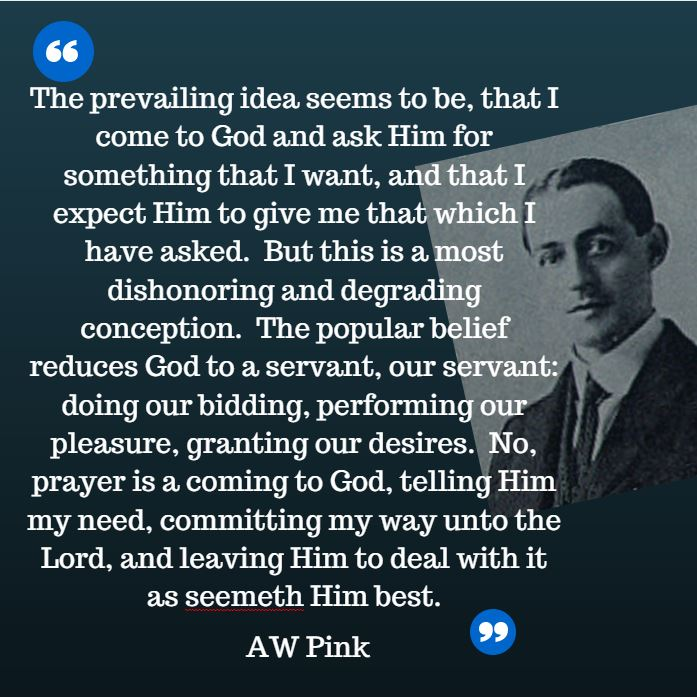 “
The prevailing idea seems to be, that I
come to God and ask Him for
something that I want, and that I
expect Him to give me that which I
have asked.  But this is a most
dishonoring and degrading
conception.  The popular belief
reduces God to a servant, our servant:
doing our bidding, performing our
pleasure, granting our desires.  No,
prayer is a coming to God, telling Him
my need, committing my way unto the
Lord, and leaving Him to deal with it
as seemeth Him best.
AW Pink
”